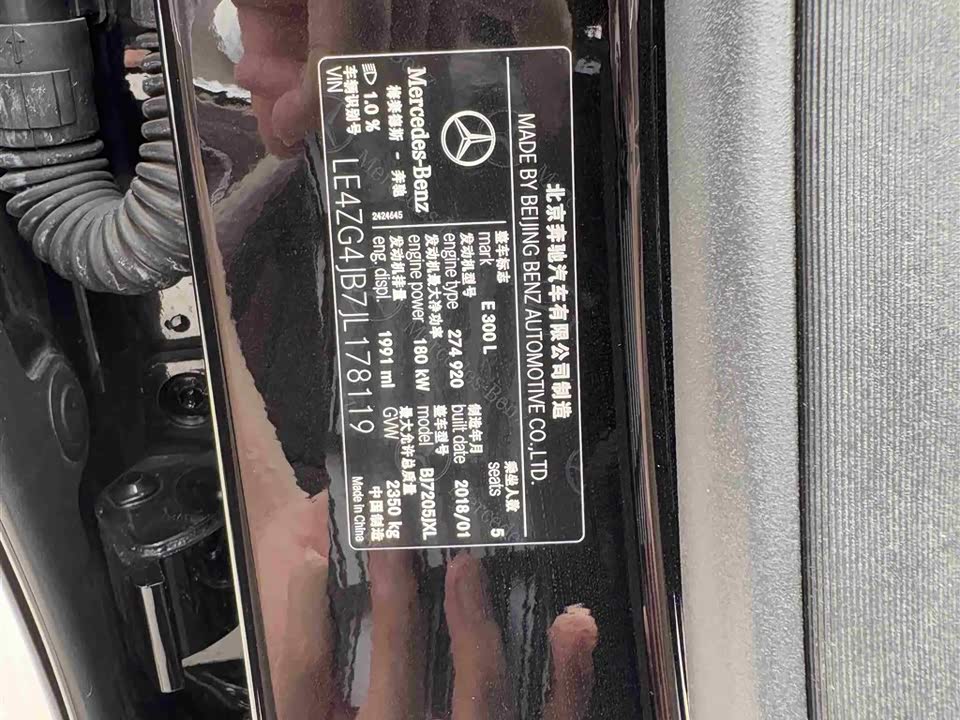 北京奔驰汽车有限公司制造
MADE BY BEIJING BENZ AUTOMOTIVE CO.,LTD.
Mercedes-Benz
梅赛德斯 - 奔驰
1.0 %
2424645
整车标志
mark E 300 L
乘坐人数
seats 5
发动机型号
engine type 274 920
制造年月
built date 2018/01
发动机最大净功率
engine power 180 kW
整车型号
model BJ7205JXL
发动机排量
eng. displ. 1991 ml
最大允许总质量
GVW 2350 kg
车辆识别号
VIN LE4ZG4JB7JL178119
中国制造
Made in China